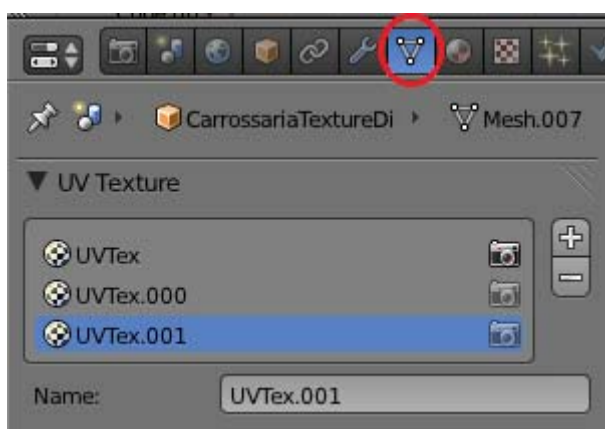 CarrossariaTextureDi
Mesh.007
UV Texture
UVTex
UVTex.000
UVTex.001
Name:
UVTex.001